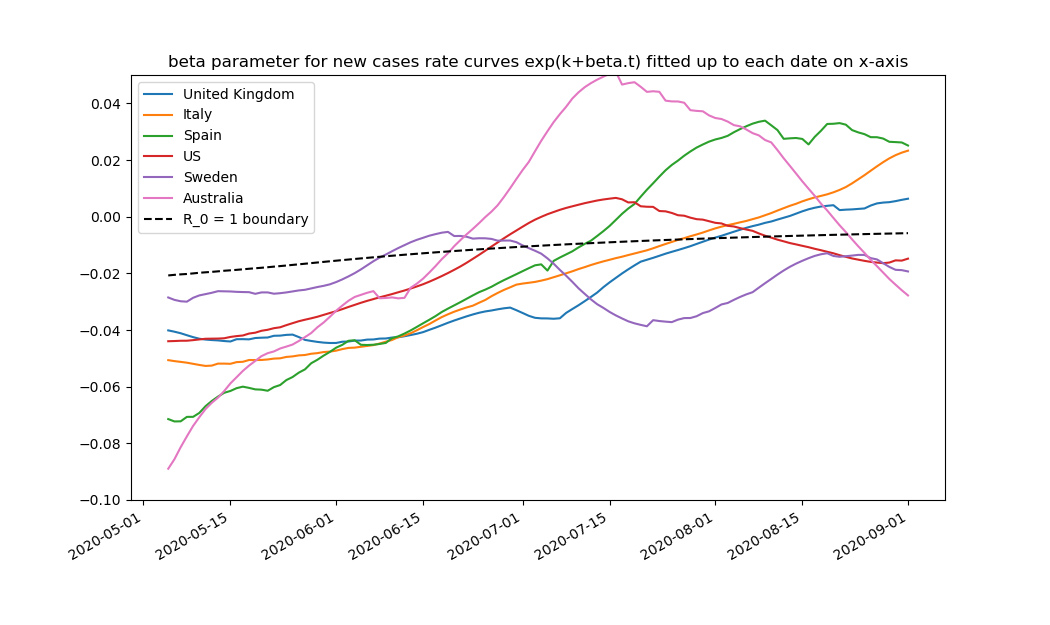 beta parameter for new cases rate curves exp(k+beta.t) fitted up to each date on x-axis
0.04
0.02
0.00
−0.02
−0.04
−0.06
−0.08
−0.10
United Kingdom
Italy
Spain
US
Sweden
Australia
R_0 = 1 boundary
2020-05-01
2020-05-15
2020-06-01
2020-06-15
2020-07-01
2020-07-15
2020-08-01
2020-08-15
2020-09-01